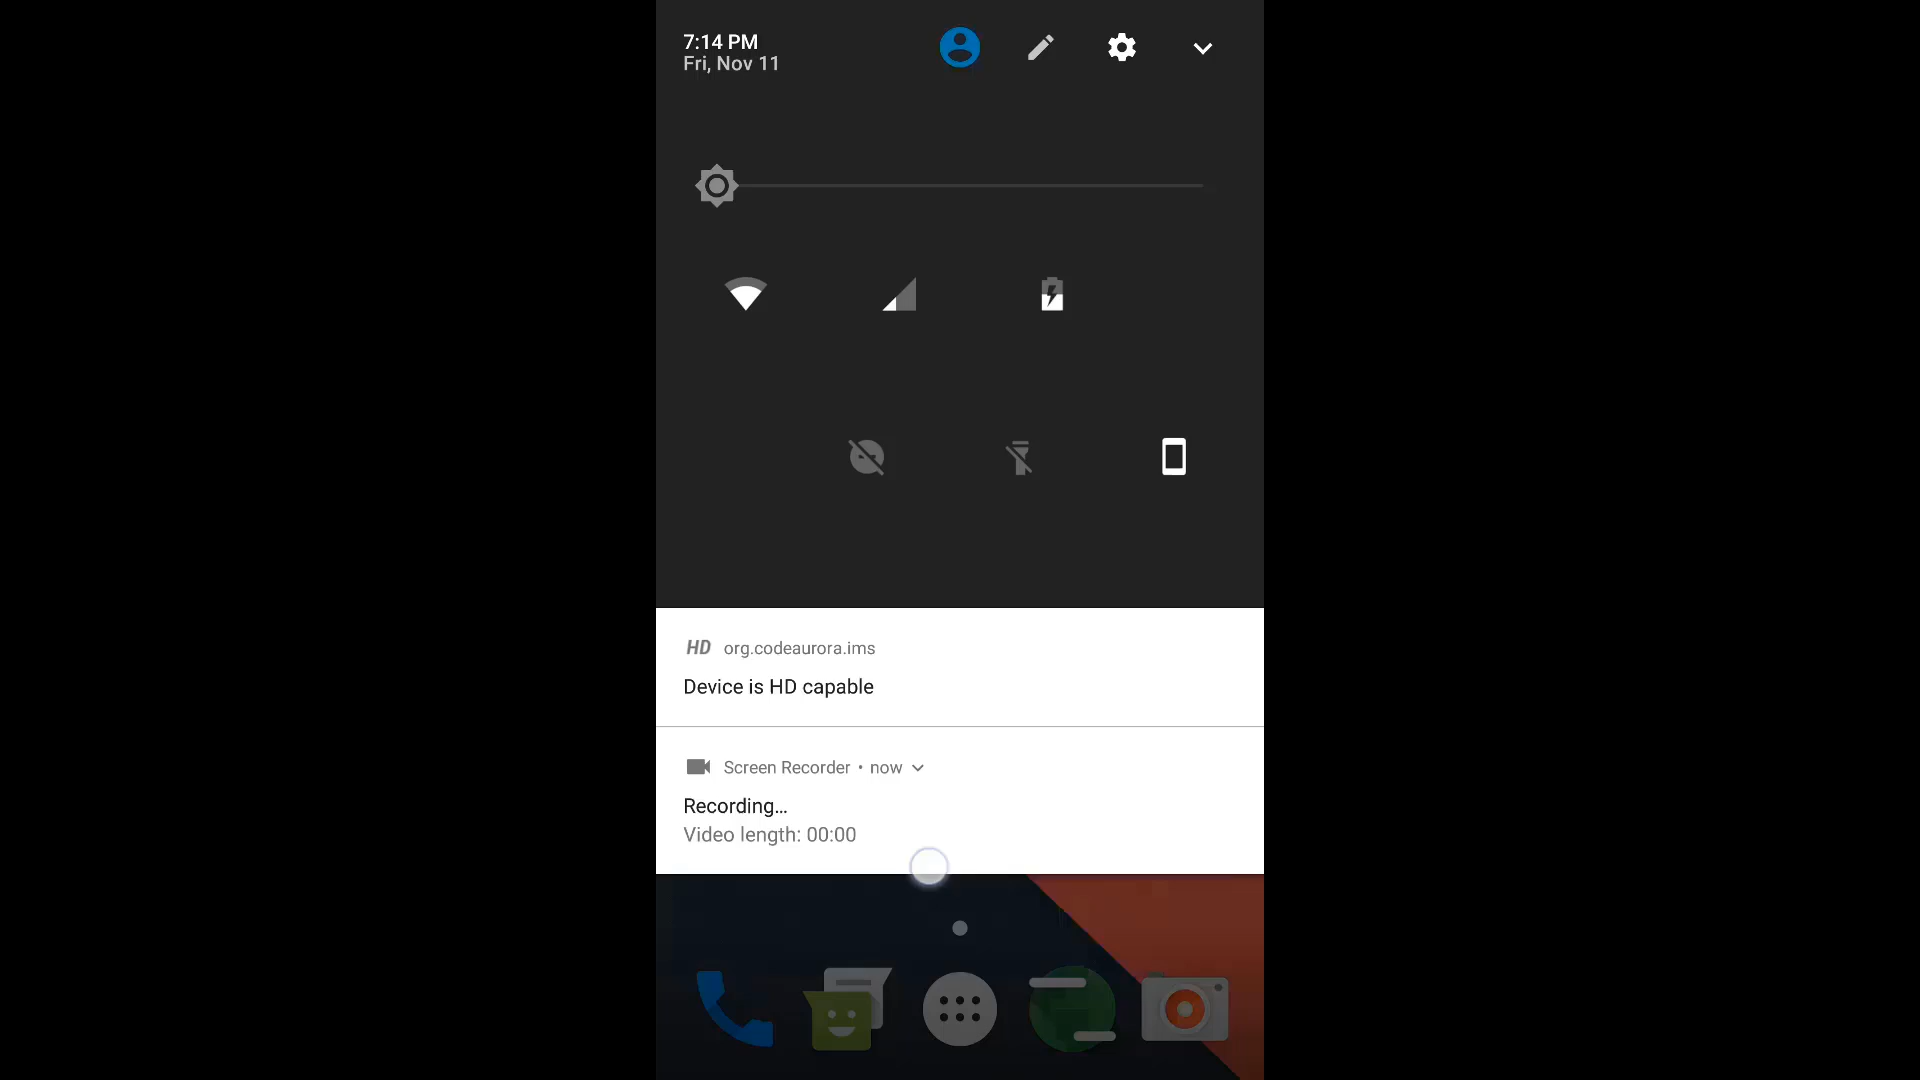 7:14 PM
Fri, Nov 11
HD org.codeaurora.ims
Device is HD capable
Screen Recorder • now
Recording…
Video length: 00:00